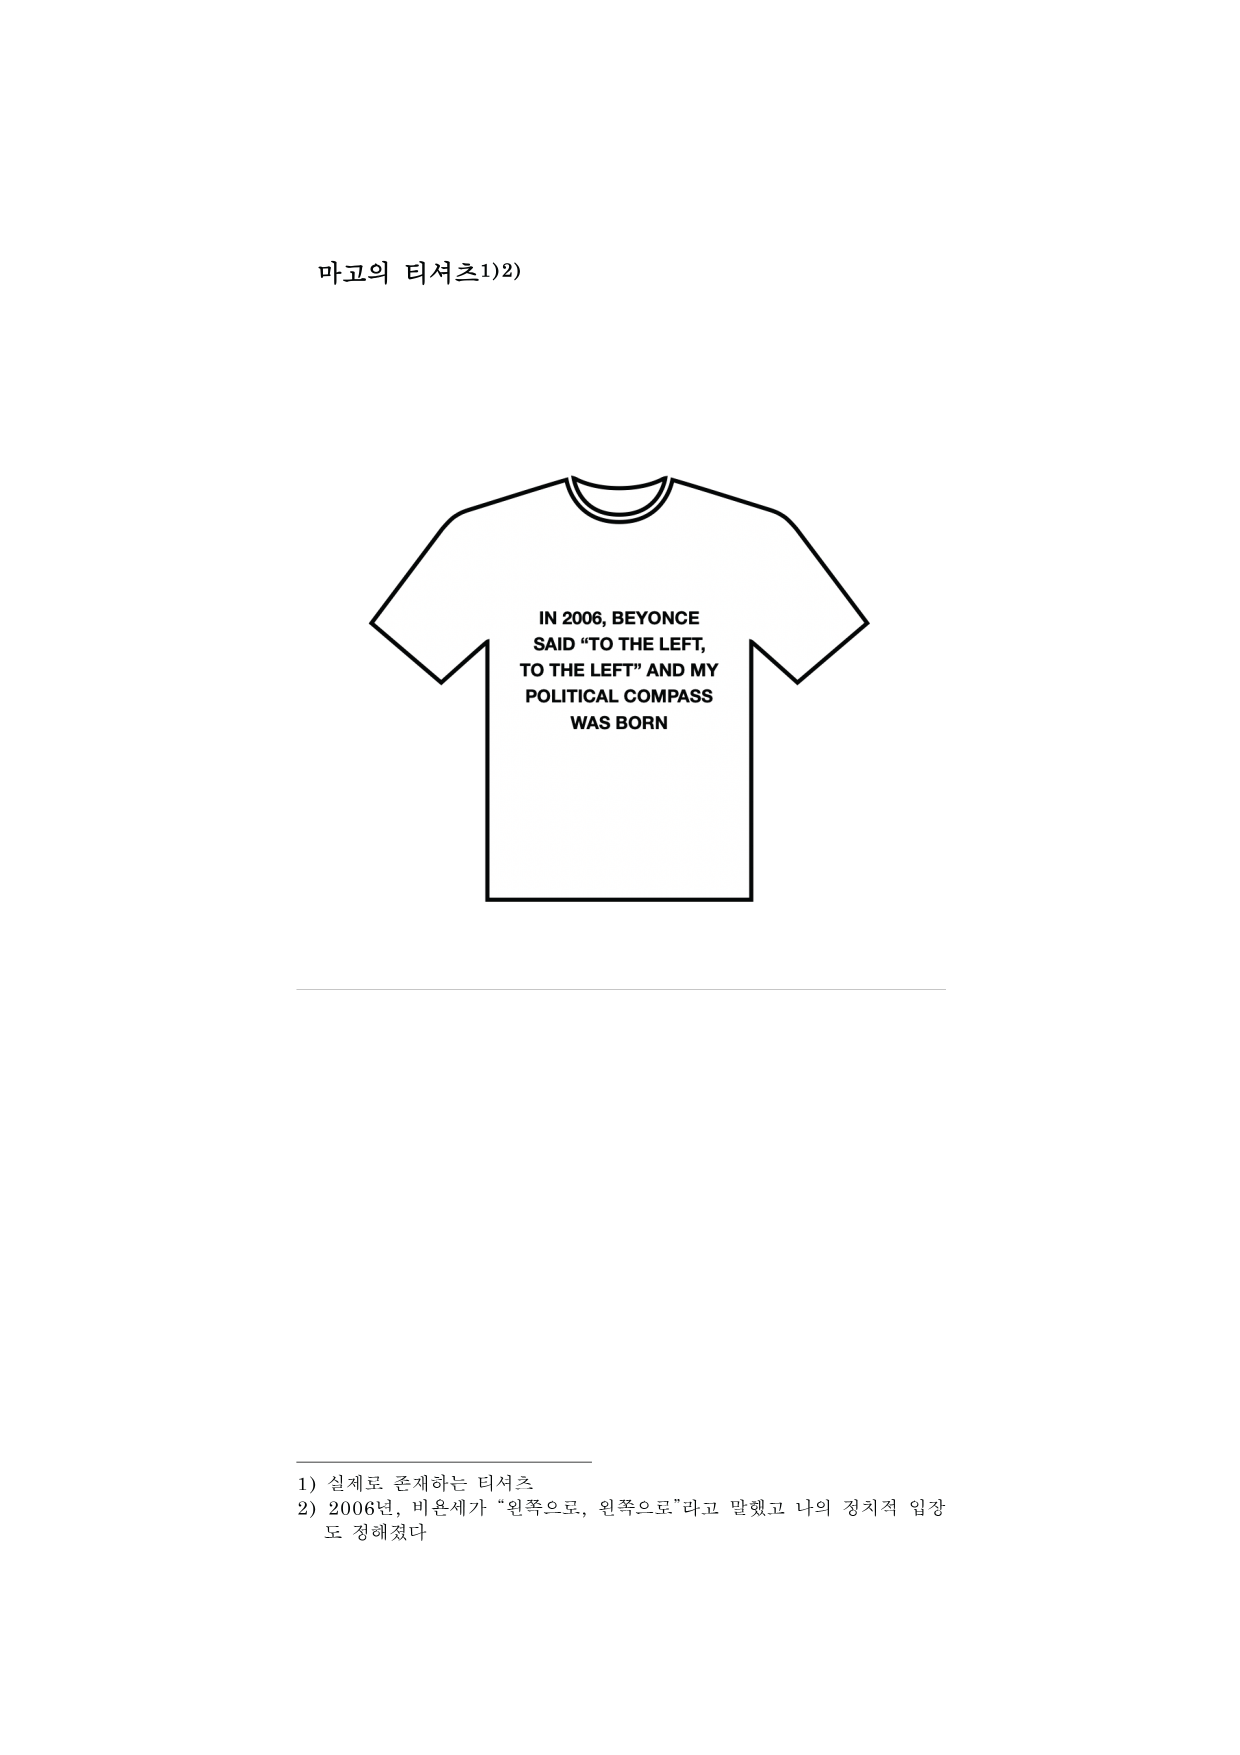 마고의 티셔츠1)2)
IN 2006, BEYONCE
SAID “TO THE LEFT,
TO THE LEFT” AND MY
POLITICAL COMPASS
WAS BORN
1) 실제로 존재하는 티셔츠
2) 2006년, 비욘세가 “왼쪽으로, 왼쪽으로”라고 말했고 나의 정치적 입장
도 정해졌다